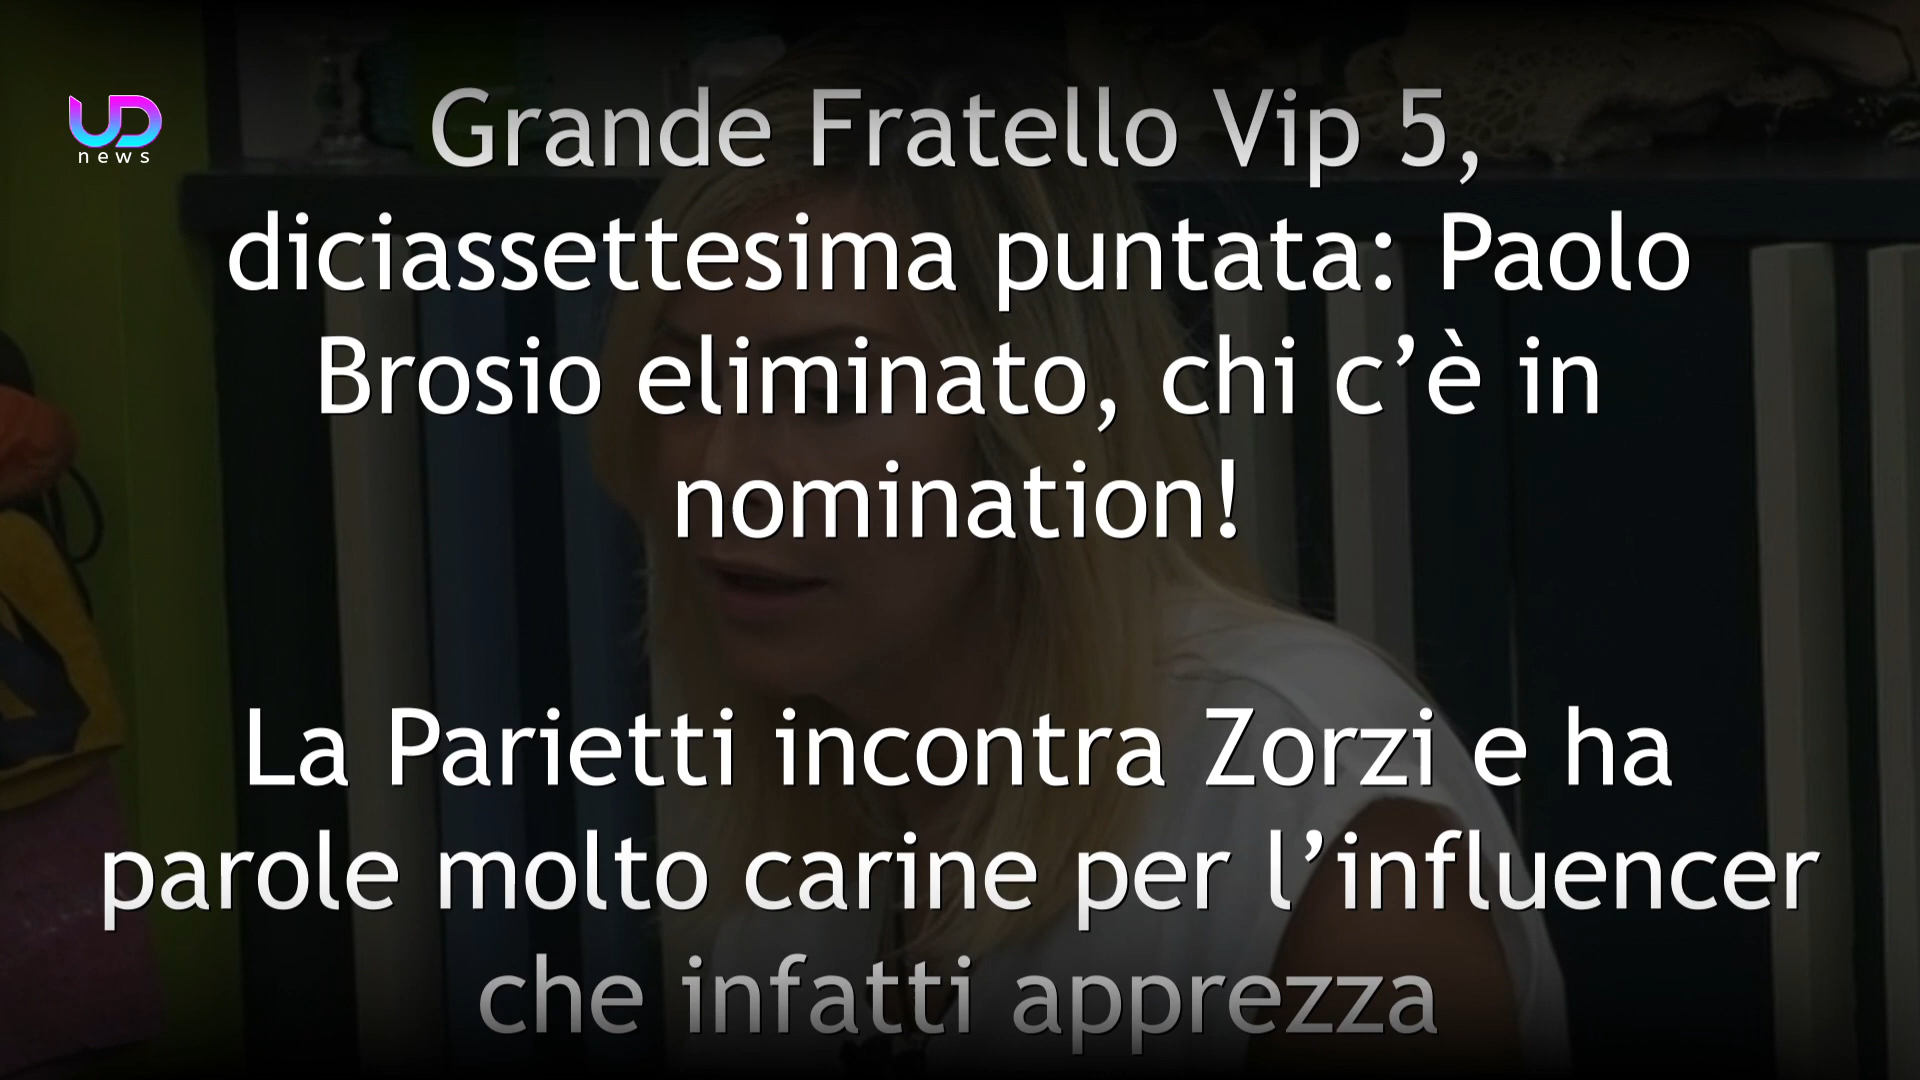 UD
news
Grande Fratello Vip 5,
diciassettesima puntata: Paolo
Brosio eliminato, chi c’è in
nomination!
La Parietti incontra Zorzi e ha
parole molto carine per l’influencer
che infatti apprezza